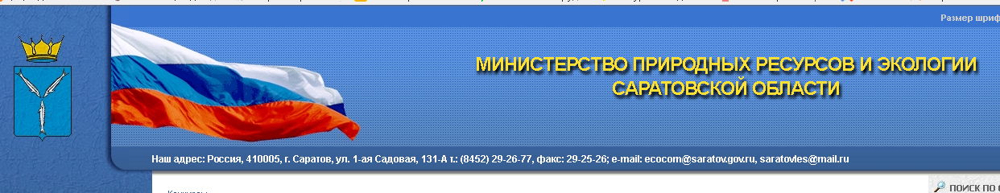 Размер шриф
МИНИСТЕРСТВО ПРИРОДНЫХ РЕСУРСОВ И ЭКОЛОГИИ
САРАТОВСКОЙ ОБЛАСТИ
Наш адрес: Россия, 410005, г. Саратов, ул. 1-ая Садовая, 131-А т.: (8452) 29-26-77, факс: 29-25-26; e-mail: ecocom@saratov.gov.ru, saratovles@mail.ru
ПОИСК ПО